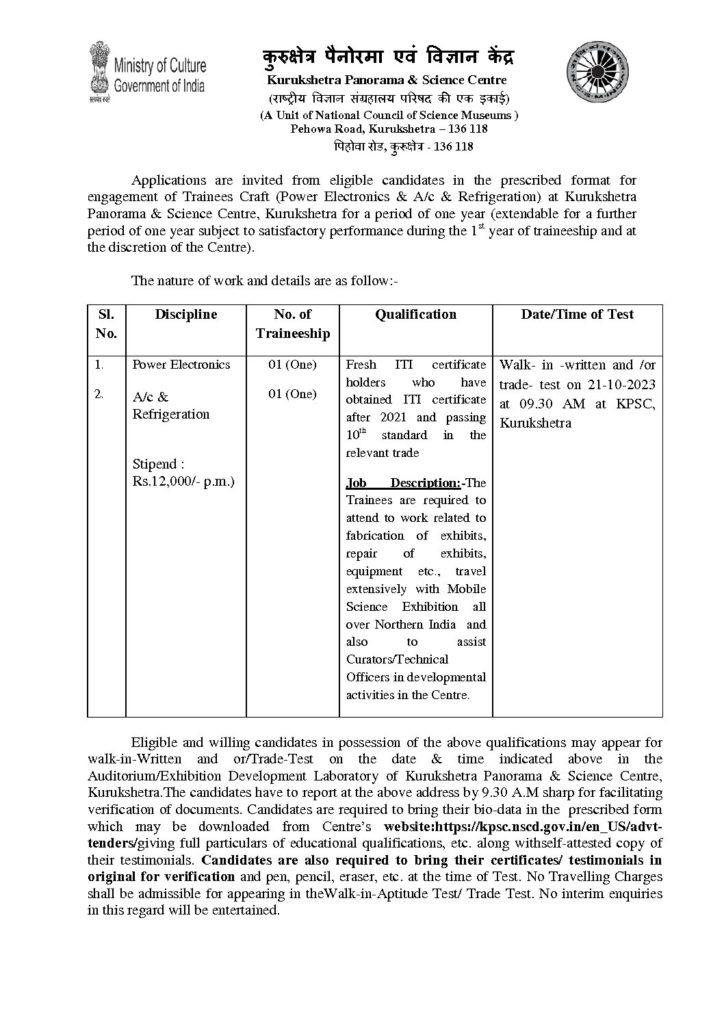 Ministry of Culture
Government of India
सत्यमेव जयते
कुरुक्षेत्र पैनोरमा एवं विज्ञान केंद्र
Kurukshetra Panorama & Science Centre
(राष्ट्रीय विज्ञान संग्रहालय परिषद की एक इकाई)
(A Unit of National Council of Science Museums )
Pehowa Road, Kurukshetra – 136 118
पिहोवा रोड, कुरुक्षेत्र - 136 118
Applications are invited from eligible candidates in the prescribed format for
engagement of Trainees Craft (Power Electronics & A/c & Refrigeration) at Kurukshetra
Panorama & Science Centre, Kurukshetra for a period of one year (extendable for a further
period of one year subject to satisfactory performance during the 1st year of traineeship and at
the discretion of the Centre).
The nature of work and details are as follow:-
Sl.
No.
Discipline
No. of
Traineeship
Qualification
Date/Time of Test
1.
2.
Power Electronics
A/c &
Refrigeration
Stipend :
Rs.12,000/- p.m.)
01 (One)
01 (One)
Fresh ITI certificate
holders who have
obtained ITI certificate
after 2021 and passing
10th standard in the
relevant trade
Job Description:-The
Trainees are required to
attend to work related to
fabrication of exhibits,
repair of exhibits,
equipment etc., travel
extensively with Mobile
Science Exhibition all
over Northern India and
also to assist
Curators/Technical
Officers in developmental
activities in the Centre.
Walk- in -written and /or
trade- test on 21-10-2023
at 09.30 AM at KPSC,
Kurukshetra
Eligible and willing candidates in possession of the above qualifications may appear for
walk-in-Written and or/Trade-Test on the date & time indicated above in the
Auditorium/Exhibition Development Laboratory of Kurukshetra Panorama & Science Centre,
Kurukshetra.The candidates have to report at the above address by 9.30 A.M sharp for facilitating
verification of documents. Candidates are required to bring their bio-data in the prescribed form
which may be downloaded from Centre's website:https://kpsc.nscd.gov.in/en_US/advt-
tenders/giving full particulars of educational qualifications, etc. along withself-attested copy of
their testimonials. Candidates are also required to bring their certificates/ testimonials in
original for verification and pen, pencil, eraser, etc. at the time of Test. No Travelling Charges
shall be admissible for appearing in theWalk-in-Aptitude Test/ Trade Test. No interim enquiries
in this regard will be entertained.